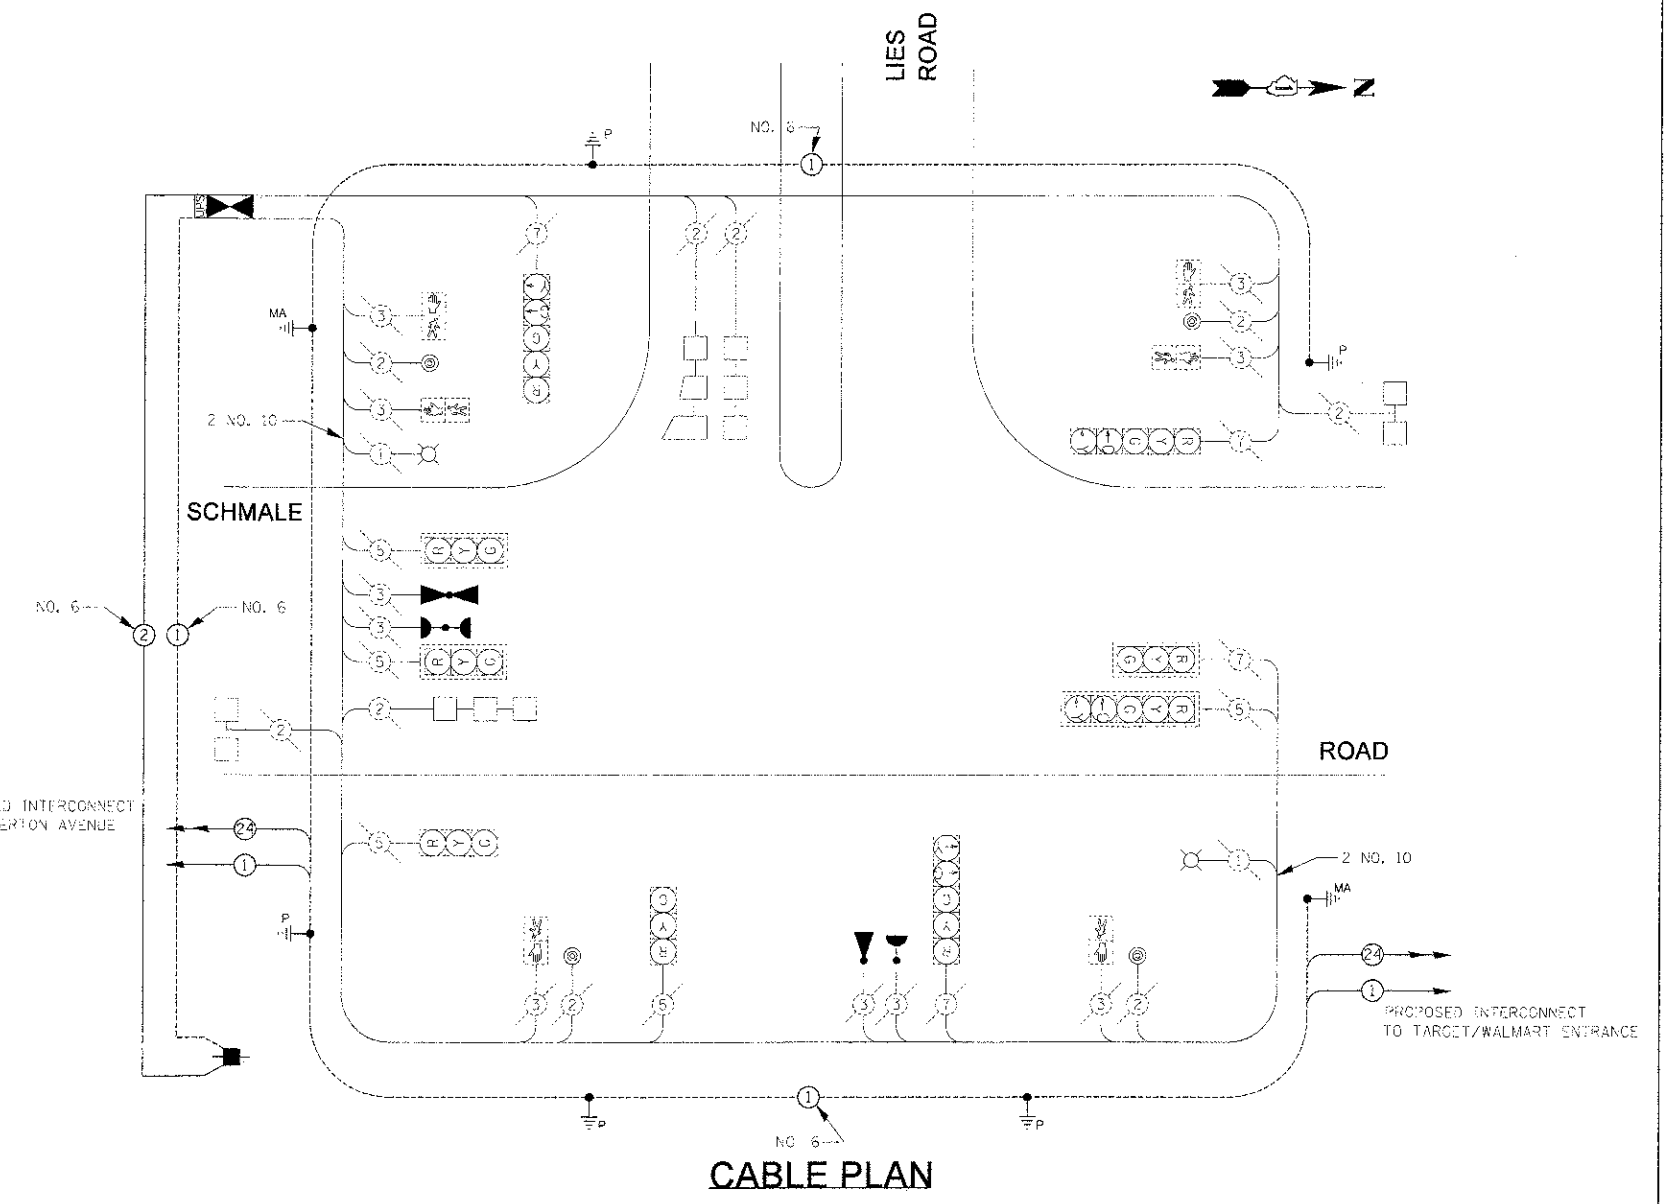 LIES
ROAD
N
NO. 6
P
1
UPS
7
2
2
3
3
MA
2
G
Y
R
3
2
3
P
2 NO. 10
3
1
2
G Y R
7
SCHMALE
5
R Y G
NO. 6
NO. 6
2
1
3
3
5
R Y G
G Y R
7
2
2
G Y R
5
ROAD
INTERCONNECT
ERTON AVENUE
24
1
5
R Y G
1
2 NO. 10
MA
P
G
Y
R
G
Y
R
24
1
3
2
5
3
3
7
3
2
PROPOSED INTERCONNECT
TO TARGET/WALMART ENTRANCE
P
1
P
NO 6
CABLE PLAN